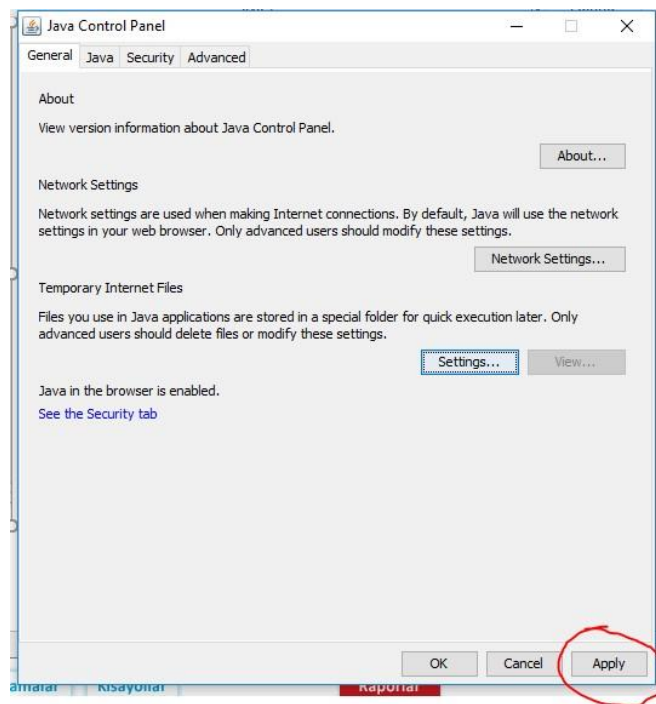 Java Control Panel
General Java Security Advanced
About
View version information about Java Control Panel.
About...
Network Settings
Network settings are used when making Internet connections. By default, Java will use the network
settings in your web browser. Only advanced users should modify these settings.
Network Settings...
Temporary Internet Files
Files you use in Java applications are stored in a special folder for quick execution later. Only
advanced users should delete files or modify these settings.
Settings... View...
Java in the browser is enabled.
See the Security tab
OK Cancel Apply
Kısayollar Raporlar